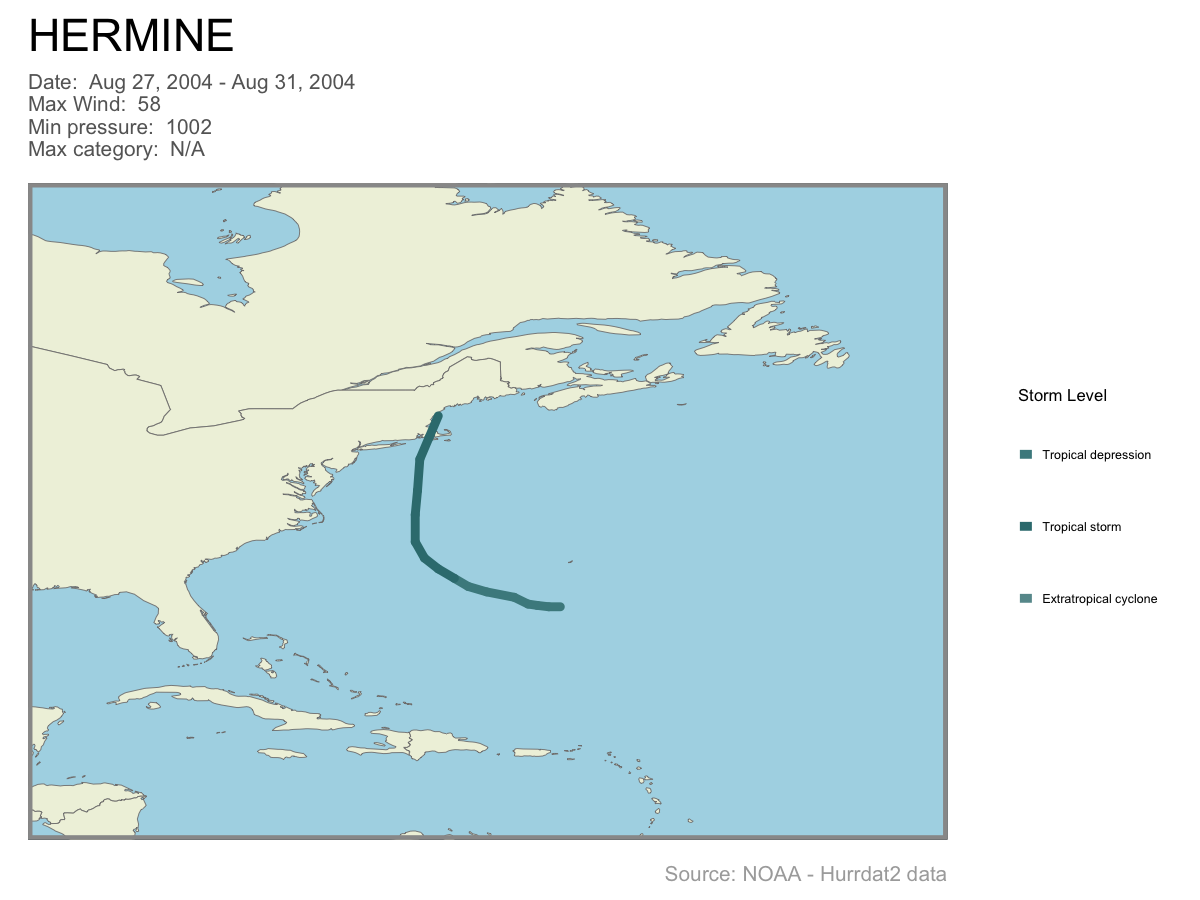 HERMINE
Date:  Aug 27, 2004 - Aug 31, 2004
Max Wind:  58
Min pressure:  1002
Max category:  N/A
Storm Level
Tropical depression
Tropical storm
Extratropical cyclone
Source: NOAA - Hurrdat2 data